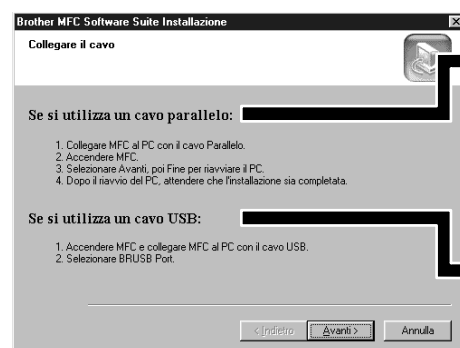 Brother MFC Software Suite Installazione
Collegare il cavo
Se si utilizza un cavo parallelo:
1. Collegare MFC al PC con il cavo Parallelo.
2. Accendere MFC.
3. Selezionare Avanti, poi Fine per riavviare il PC.
4. Dopo il riavvio del PC, attendere che l'installazione sia completata.
Se si utilizza un cavo USB:
1. Accendere MFC e collegare MFC al PC con il cavo USB.
2. Selezionare BRUSB Port.
< Indietro Avanti > Annulla